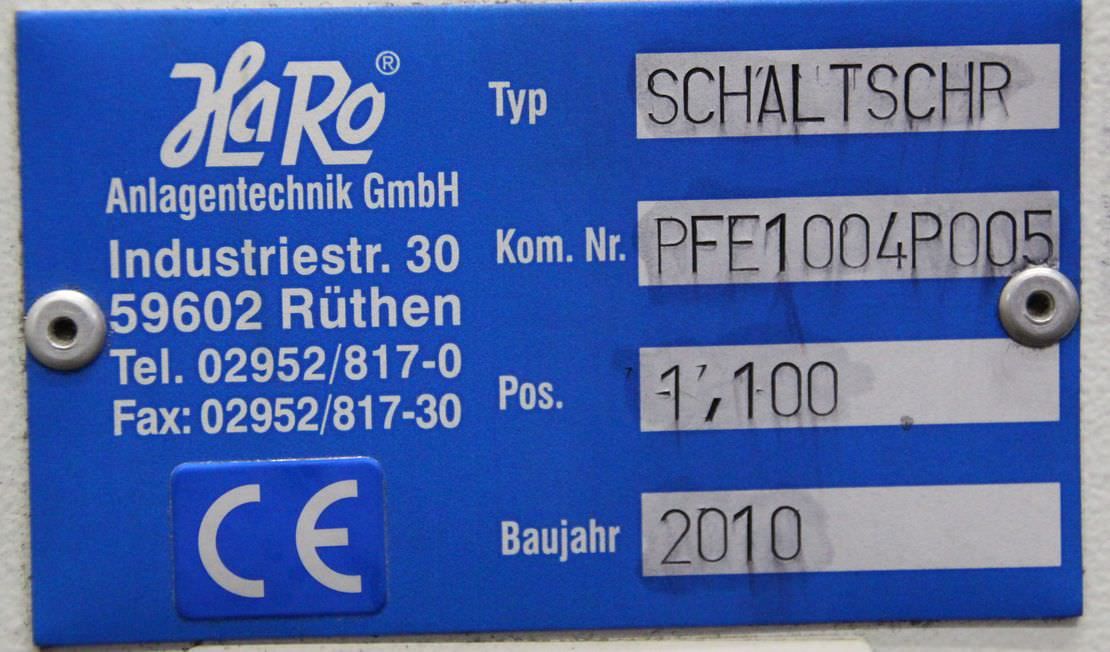 HaRo®
Anlagentechnik GmbH
Industriestr. 30
59602 Rüthen
Tel. 02952/817-0
Fax: 02952/817-30
CE
Typ SCHALTSCHR
Kom. Nr. PFE1004P005
Pos. 1,100
Baujahr 2010